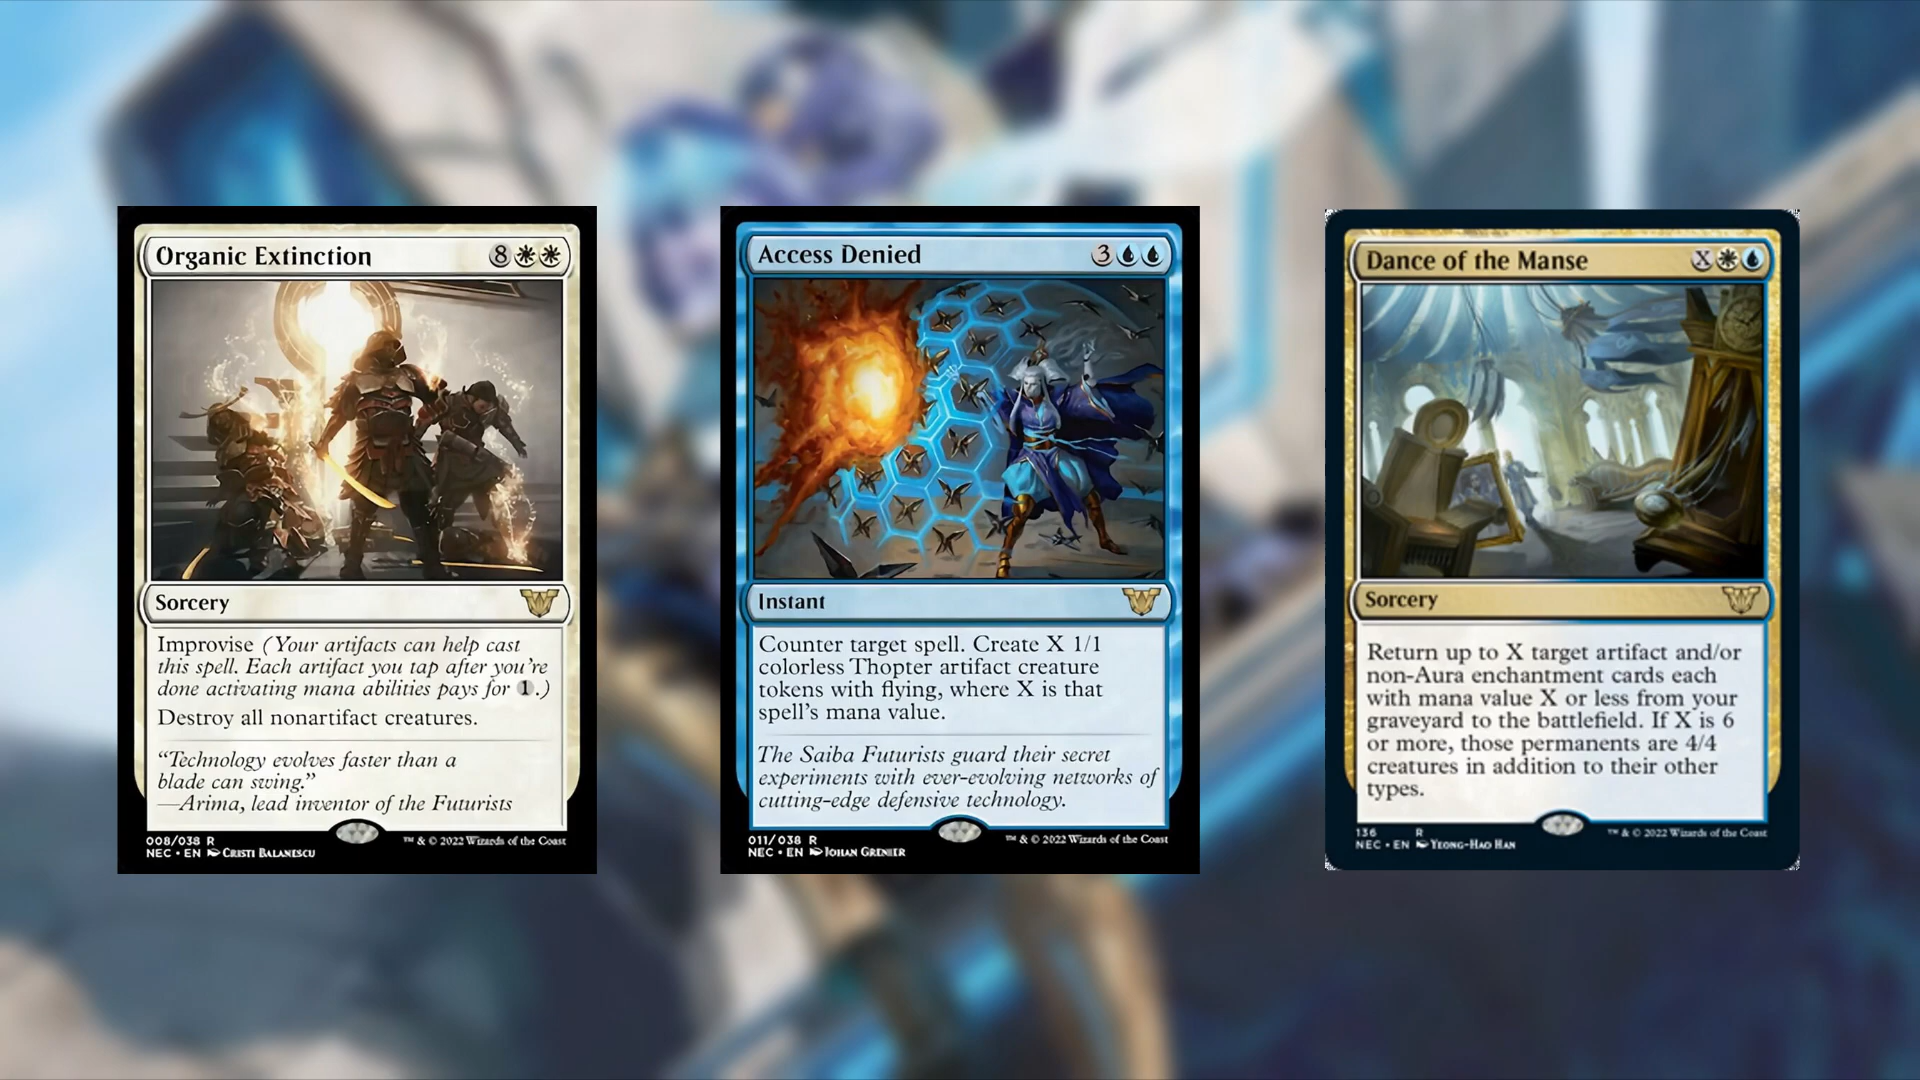 Organic Extinction 8
Sorcery
Improvise (Your artifacts can help cast
this spell. Each artifact you tap after you're
done activating mana abilities pays for 1.)
Destroy all nonartifact creatures.
"Technology evolves faster than a
blade can swing."
—Arima, lead inventor of the Futurists
008/038 R
NEC • EN CRISTI BALANESCU
™ & © 2022 Wizards of the Coast
Access Denied 3
Instant
Counter target spell. Create X 1/1
colorless Thopter artifact creature
tokens with flying, where X is that
spell's mana value.
The Saiba Futurists guard their secret
experiments with ever-evolving networks of
cutting-edge defensive technology.
011/038 R
NEC • EN JOHAN GRENIER
™ & © 2022 Wizards of the Coast
Dance of the Manse X
Sorcery
Return up to X target artifact and/or
non-Aura enchantment cards each
with mana value X or less from your
graveyard to the battlefield. If X is 6
or more, those permanents are 4/4
creatures in addition to their other
types.
136 R
NEC • EN YEONG-HAO HAN
™ & © 2022 Wizards of the Coast